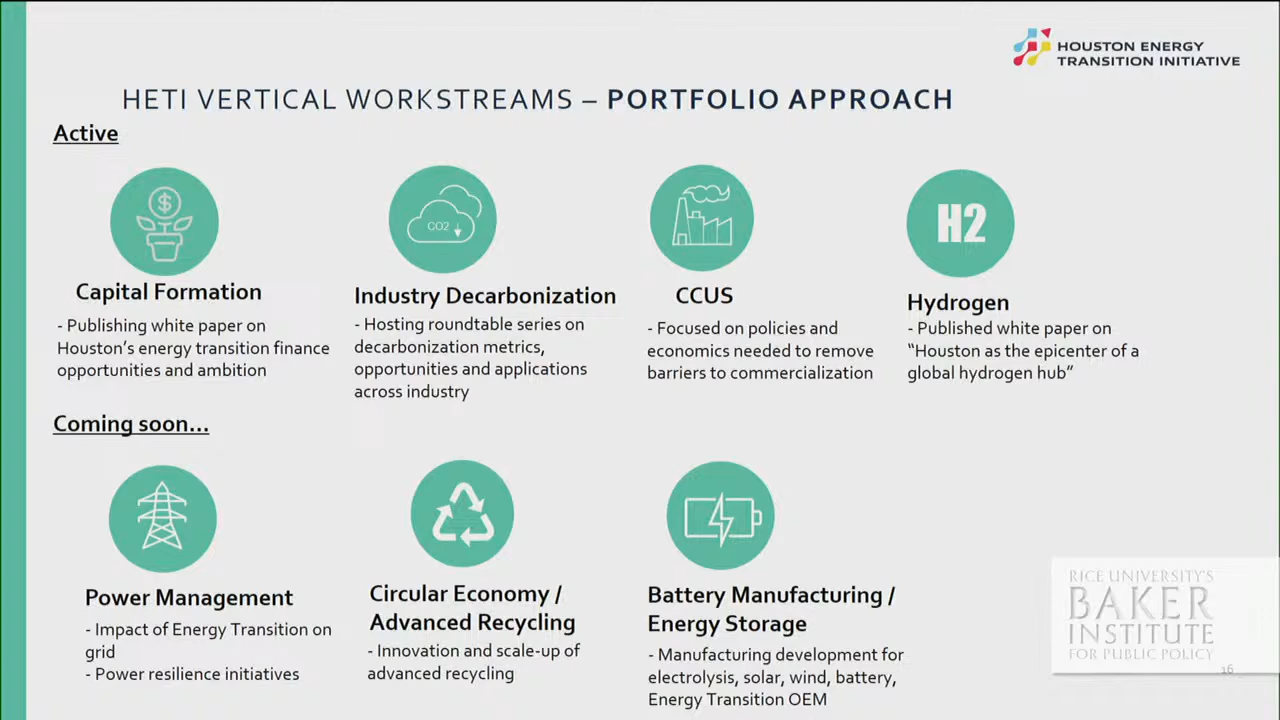 HOUSTON ENERGY
TRANSITION INITIATIVE
HETI VERTICAL WORKSTREAMS – PORTFOLIO APPROACH
Active
$
CO2
H2
Capital Formation
- Publishing white paper on
Houston’s energy transition finance
opportunities and ambition
Industry Decarbonization
- Hosting roundtable series on
decarbonization metrics,
opportunities and applications
across industry
CCUS
- Focused on policies and
economics needed to remove
barriers to commercialization
Hydrogen
- Published white paper on
“Houston as the epicenter of a
global hydrogen hub”
Coming soon...
Power Management
- Impact of Energy Transition on
grid
- Power resilience initiatives
Circular Economy /
Advanced Recycling
- Innovation and scale-up of
advanced recycling
Battery Manufacturing /
Energy Storage
- Manufacturing development for
electrolysis, solar, wind, battery,
Energy Transition OEM
RICE UNIVERSITY'S
BAKER
INSTITUTE
FOR PUBLIC POLICY
16